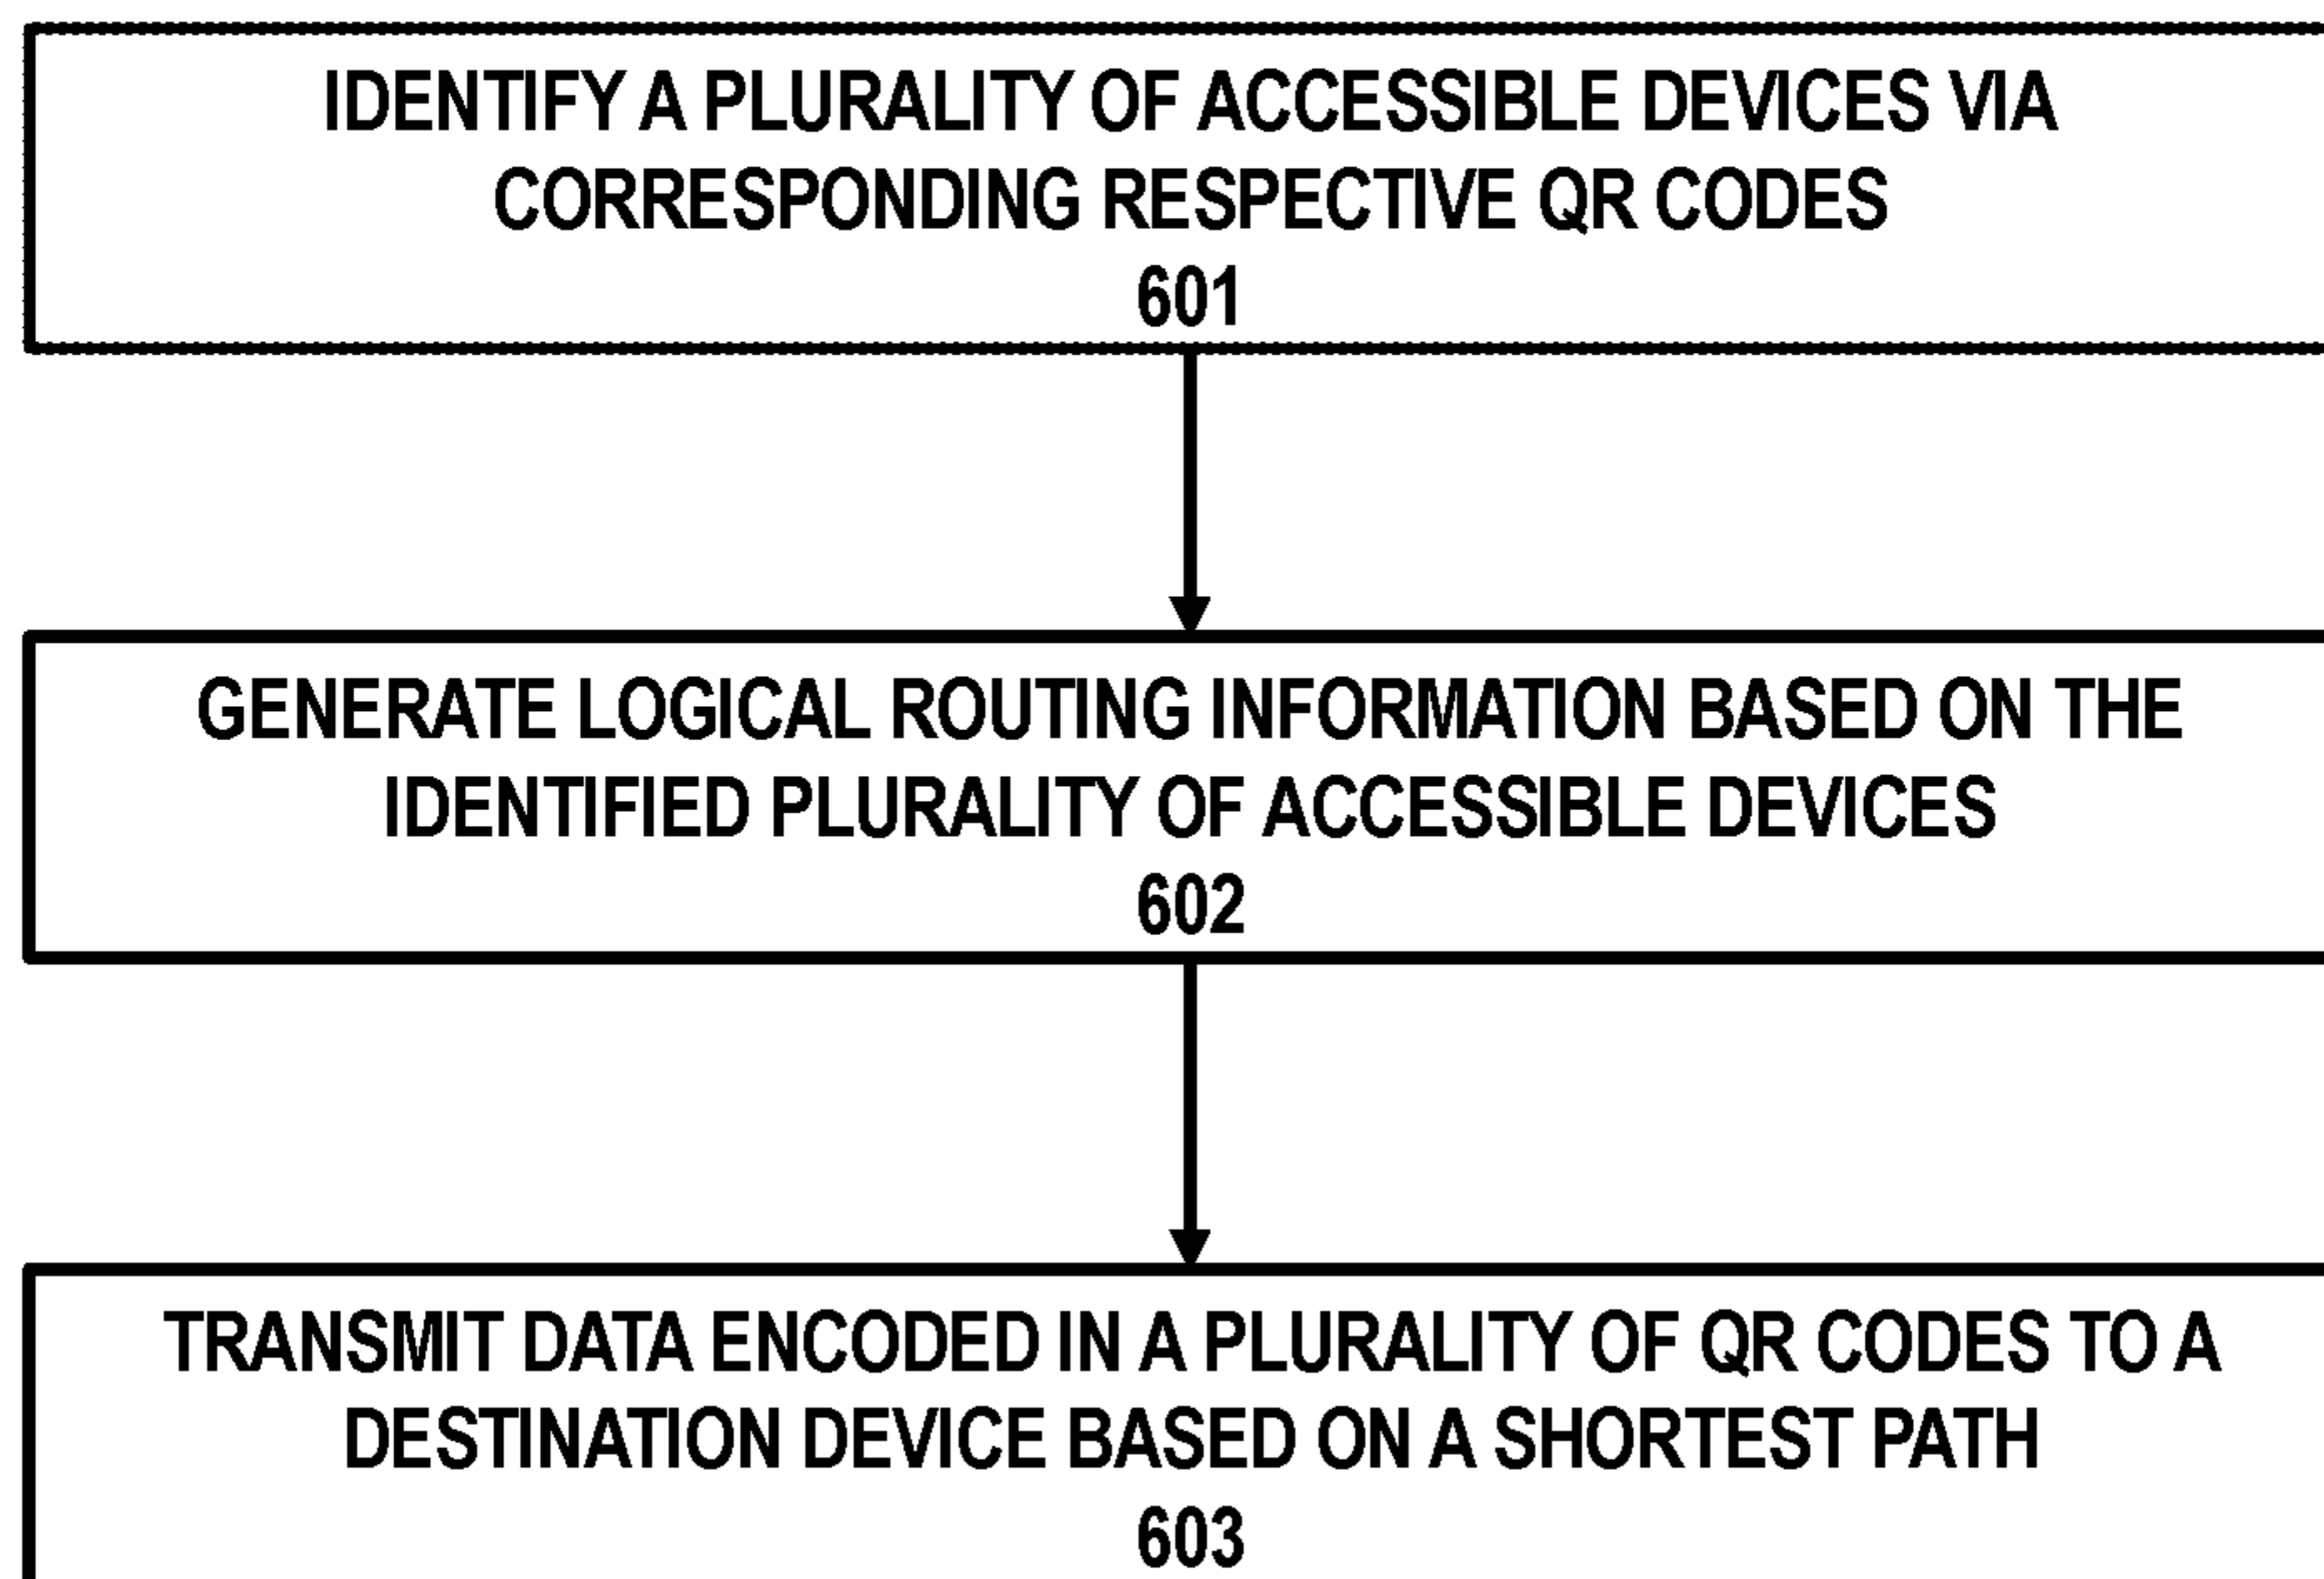 IDENTIFY A PLURALITY OF ACCESSIBLE DEVICES VIA
CORRESPONDING RESPECTIVE QR CODES
601
GENERATE LOGICAL ROUTING INFORMATION BASED ON THE
IDENTIFIED PLURALITY OF ACCESSIBLE DEVICES
602
TRANSMIT DATA ENCODED IN A PLURALITY OF QR CODES TO A
DESTINATION DEVICE BASED ON A SHORTEST PATH
603